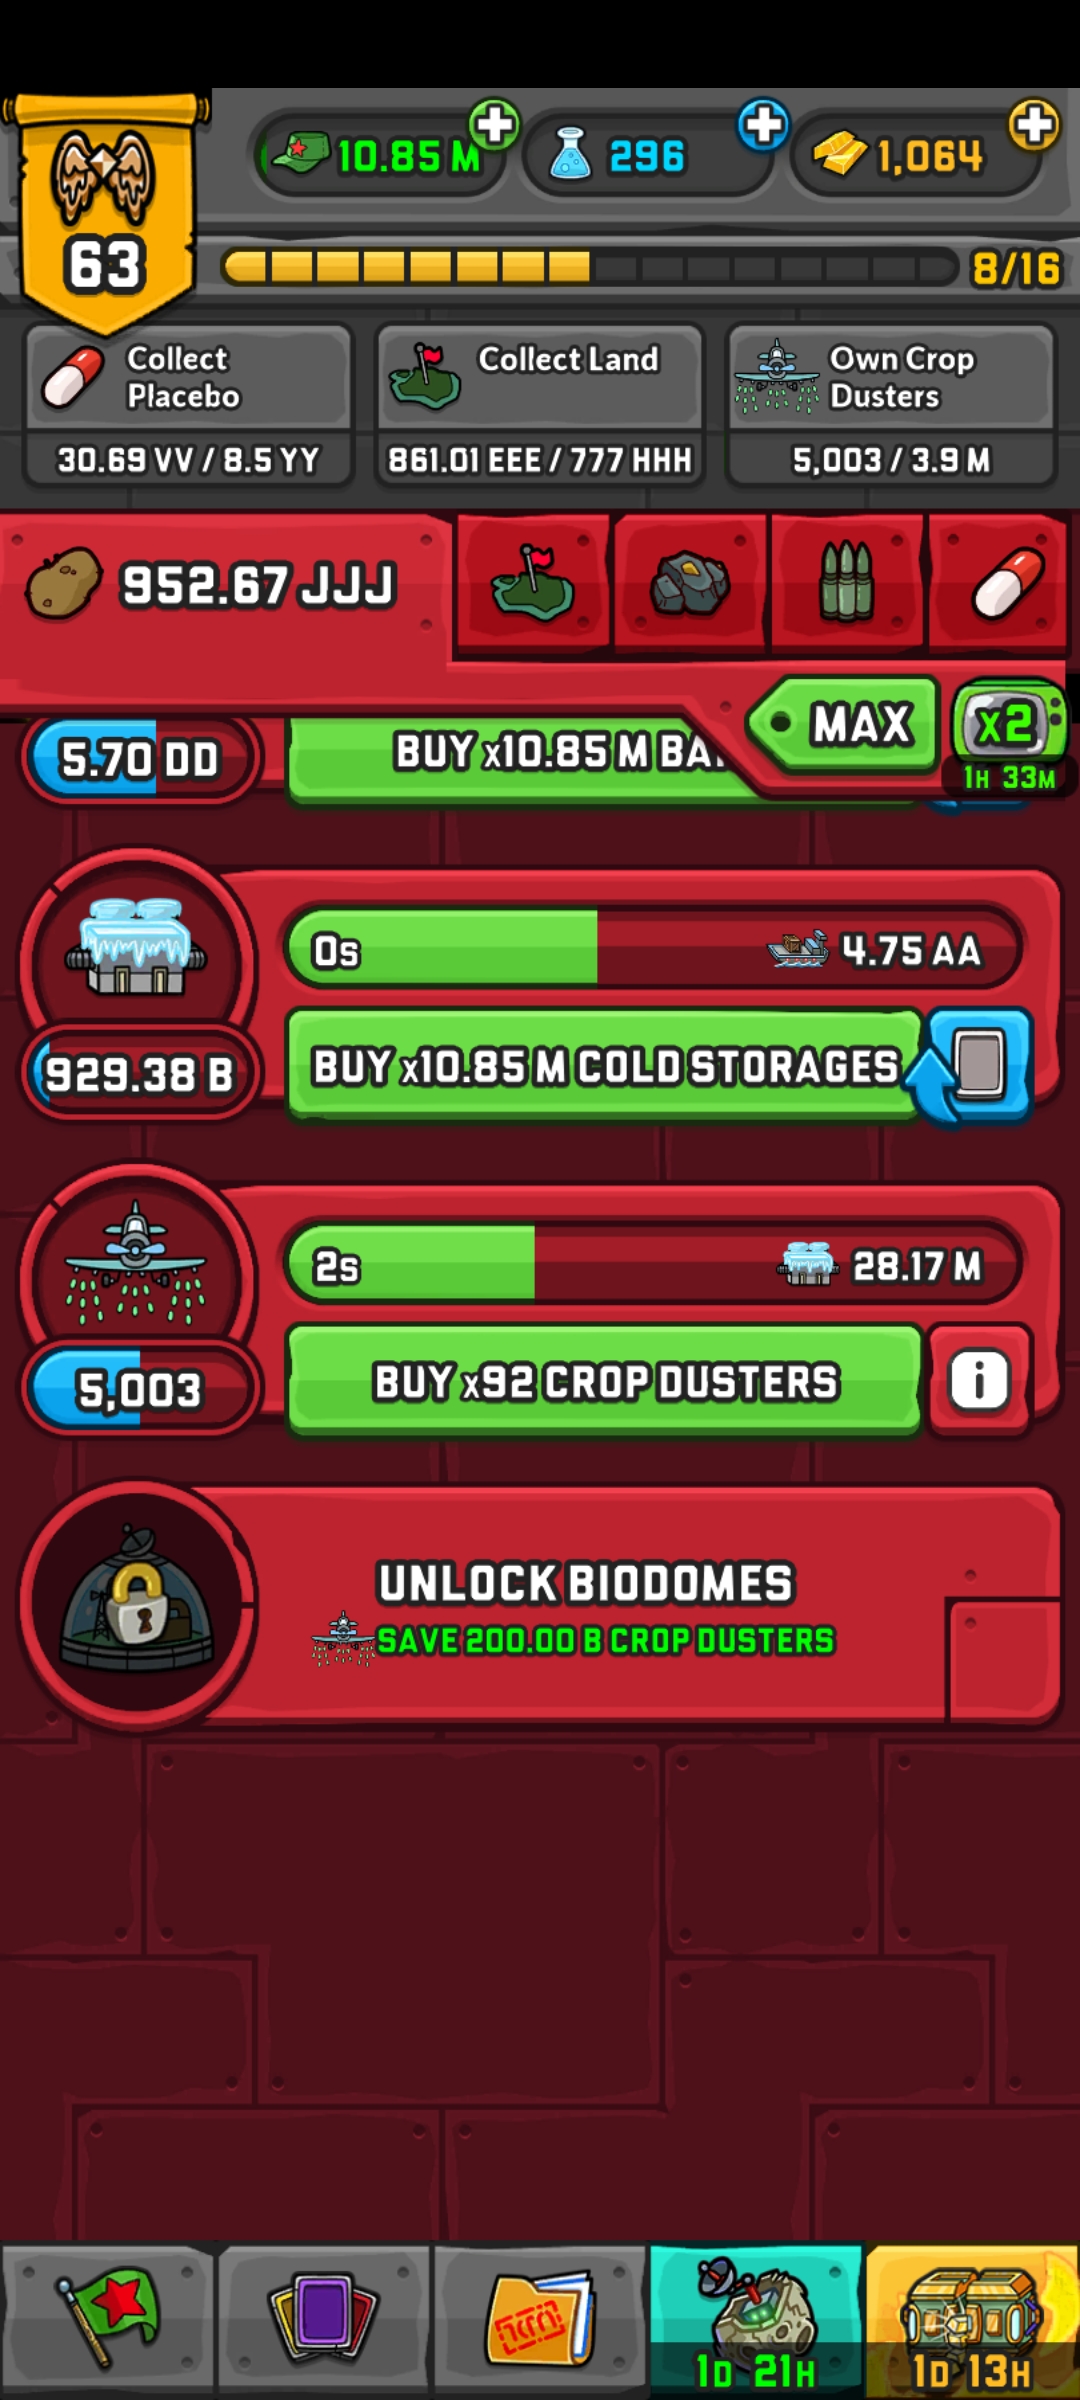 10.85 M
296
1,064
63
8/16
Collect
Placebo
30.69 VV / 8.5 YY
Collect Land
861.01 EEE / 777 HHH
Own Crop
Dusters
5,003 / 3.9 M
952.67 JJJ
MAX
x2
1H 33M
5.70 DD
BUY x10.85 M
0s
4.75 AA
929.38 B
BUY x10.85 M COLD STORAGES
2s
28.17 M
5,003
BUY x92 CROP DUSTERS
i
UNLOCK BIODOMES
SAVE 200.00 B CROP DUSTERS
1D 21H
1D 13H